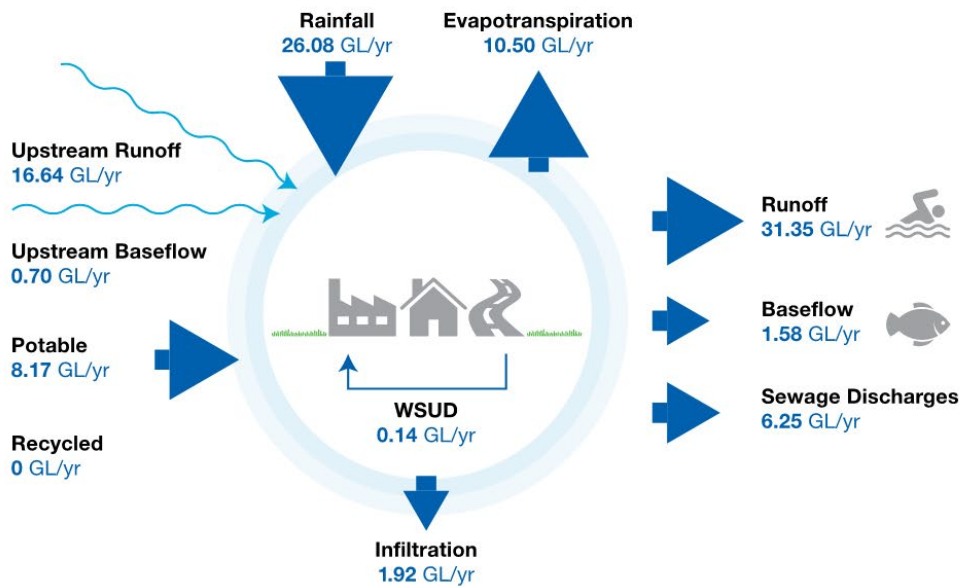 Rainfall
26.08 GL/yr
Evapotranspiration
10.50 GL/yr
Upstream Runoff
16.64 GL/yr
Upstream Baseflow
0.70 GL/yr
Potable
8.17 GL/yr
Recycled
0 GL/yr
WSUD
0.14 GL/yr
Infiltration
1.92 GL/yr
Runoff
31.35 GL/yr
Baseflow
1.58 GL/yr
Sewage Discharges
6.25 GL/yr